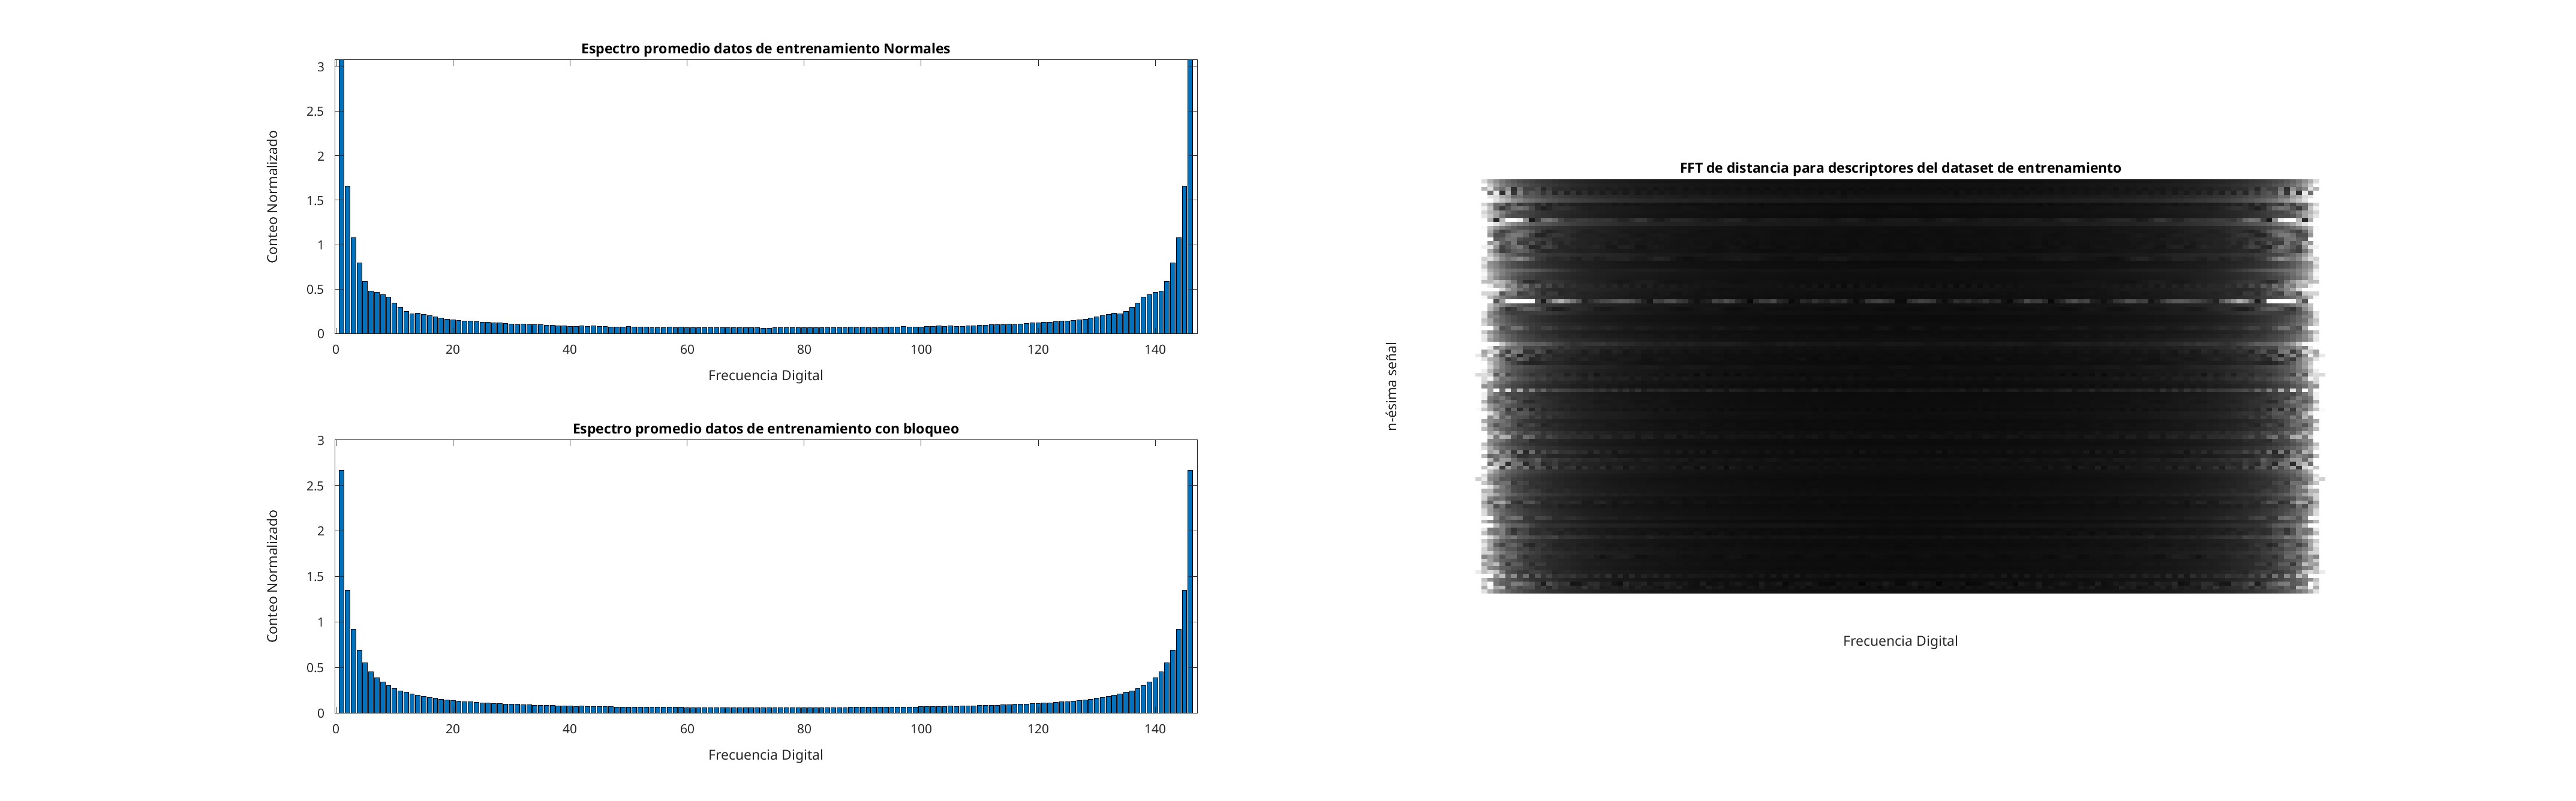 Espectro promedio datos de entrenamiento Normales
3
2.5
2
1.5
1
0.5
0
Conteo Normalizado
0 20 40 60 80 100 120 140
Frecuencia Digital
Espectro promedio datos de entrenamiento con bloqueo
3
2.5
2
1.5
1
0.5
0
Conteo Normalizado
0 20 40 60 80 100 120 140
Frecuencia Digital
FFT de distancia para descriptores del dataset de entrenamiento
n-ésima señal
Frecuencia Digital